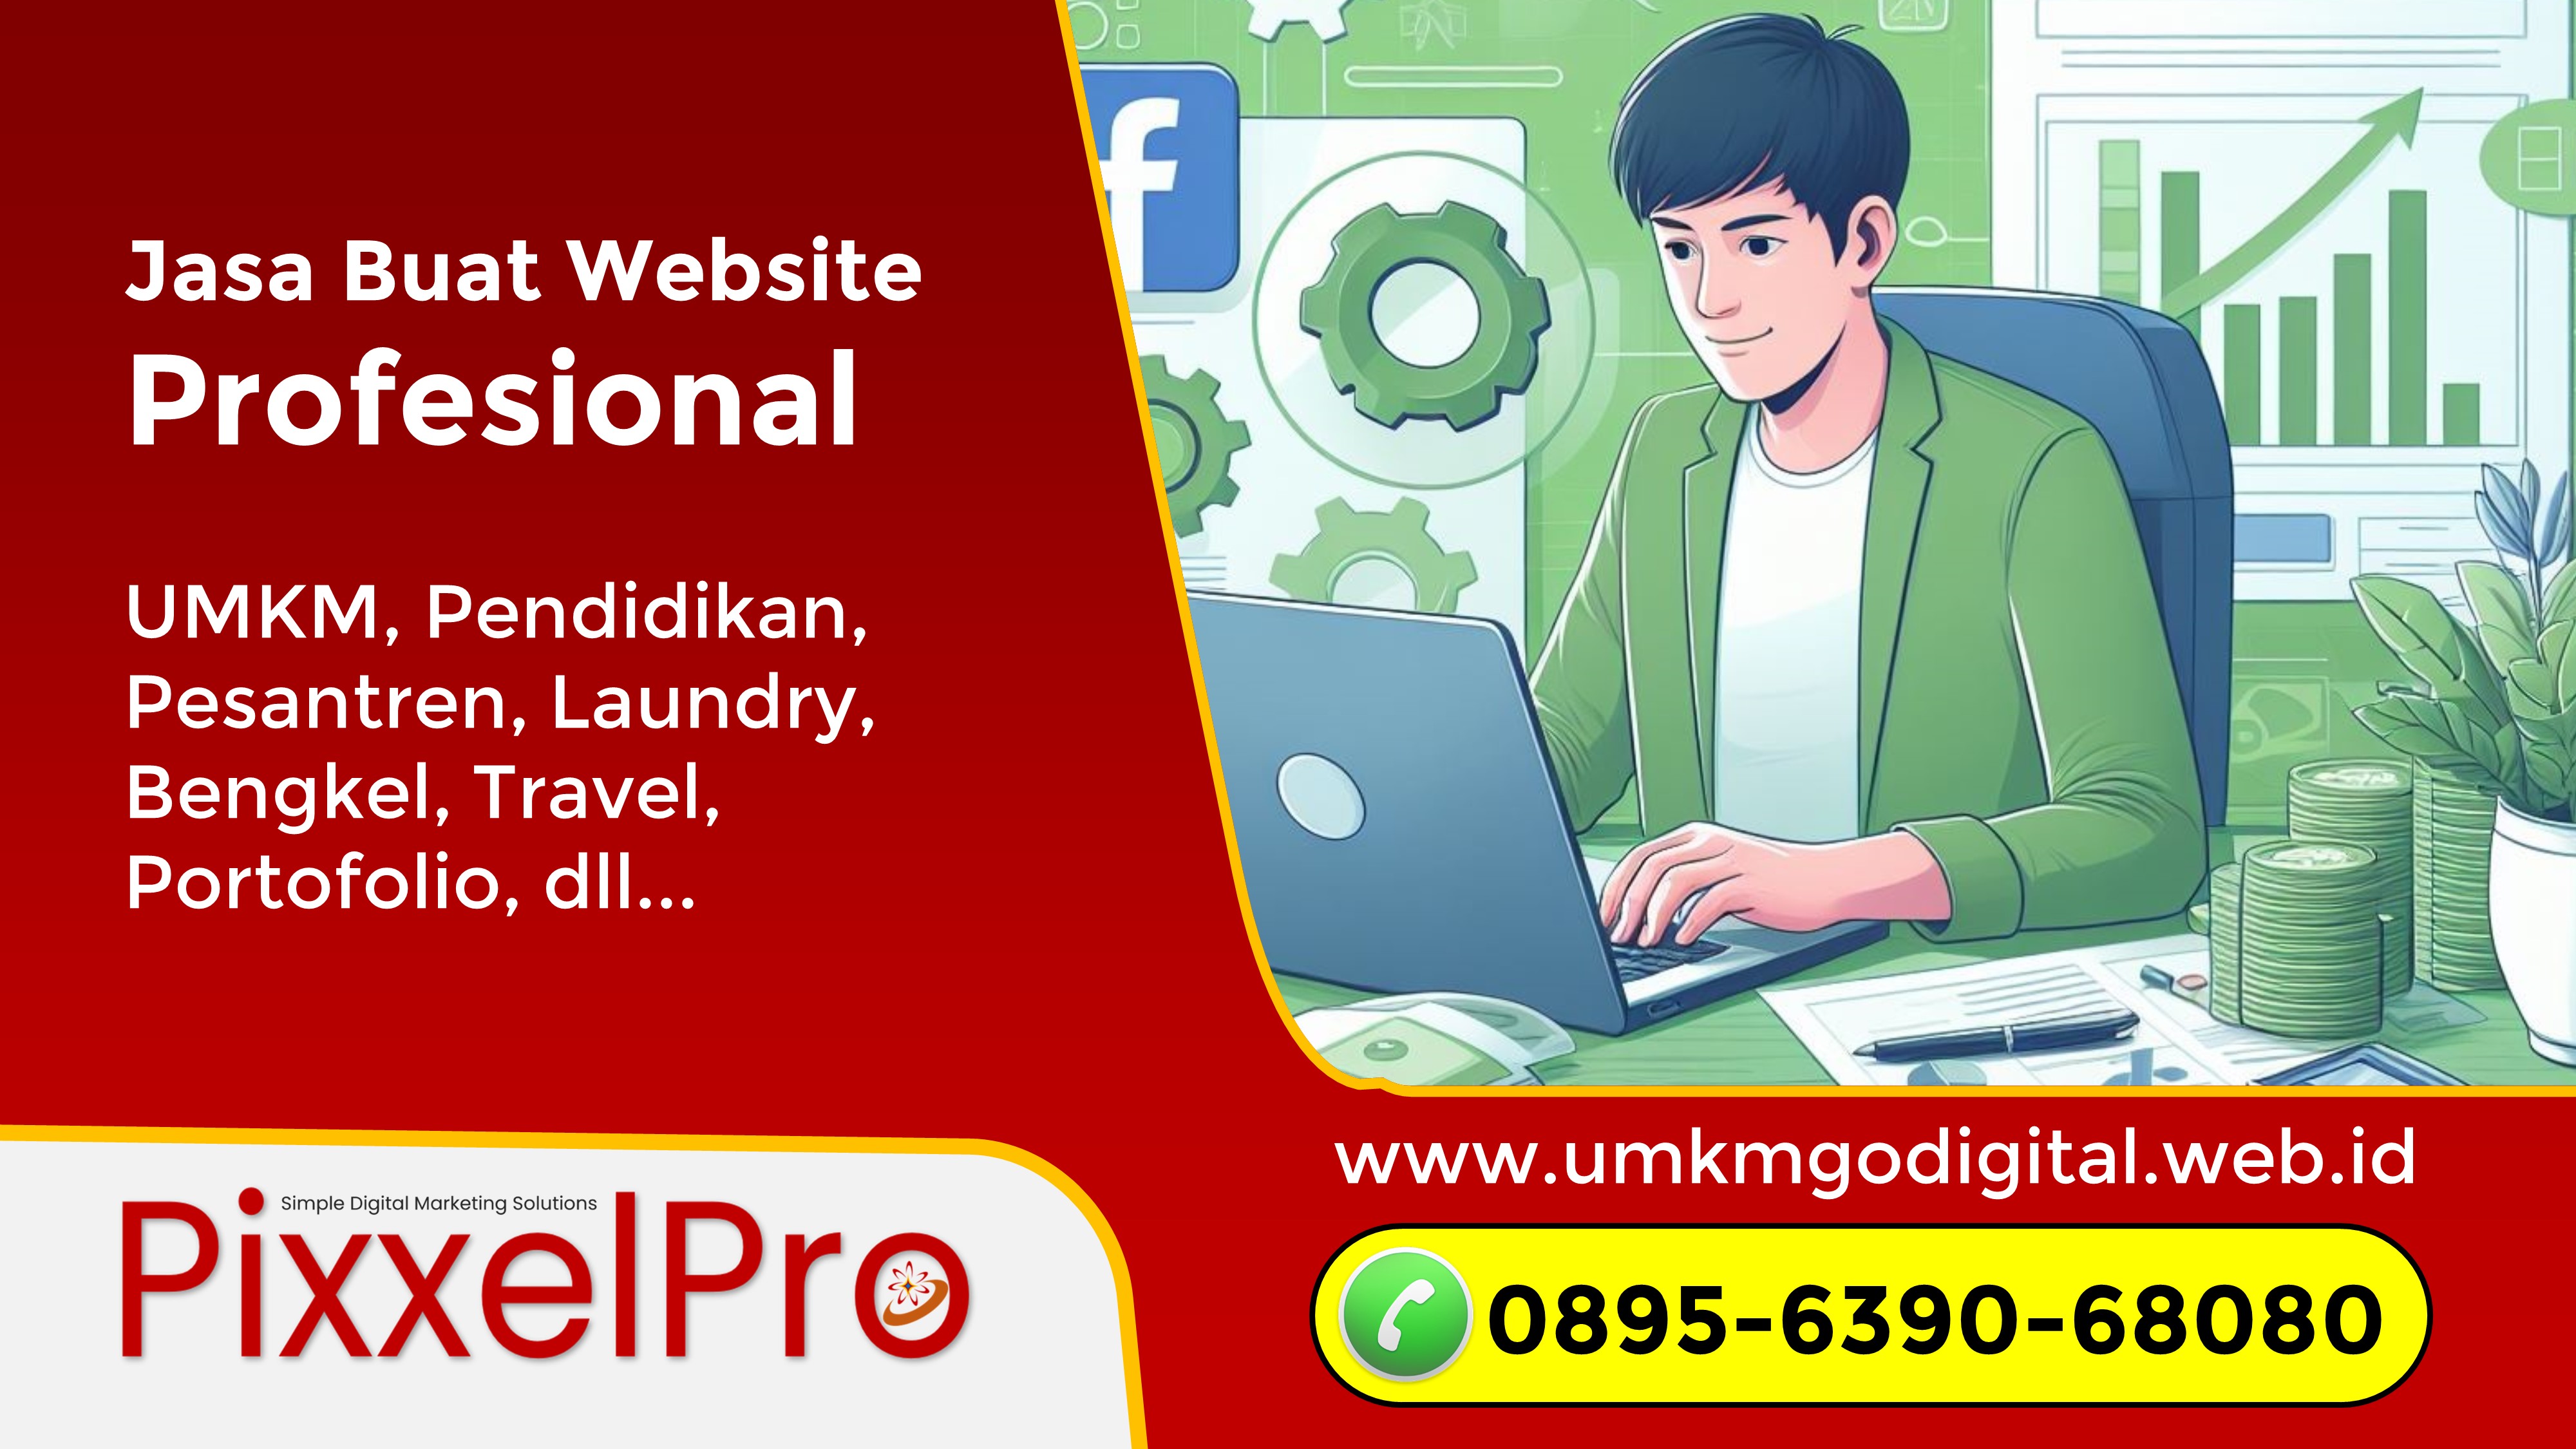 Jasa Buat Website
Profesional
UMKM, Pendidikan,
Pesantren, Laundry,
Bengkel, Travel,
Portofolio, dll...
f
Simple Digital Marketing Solutions
PixxelPro
www.umkmgodigital.web.id
0895-6390-68080